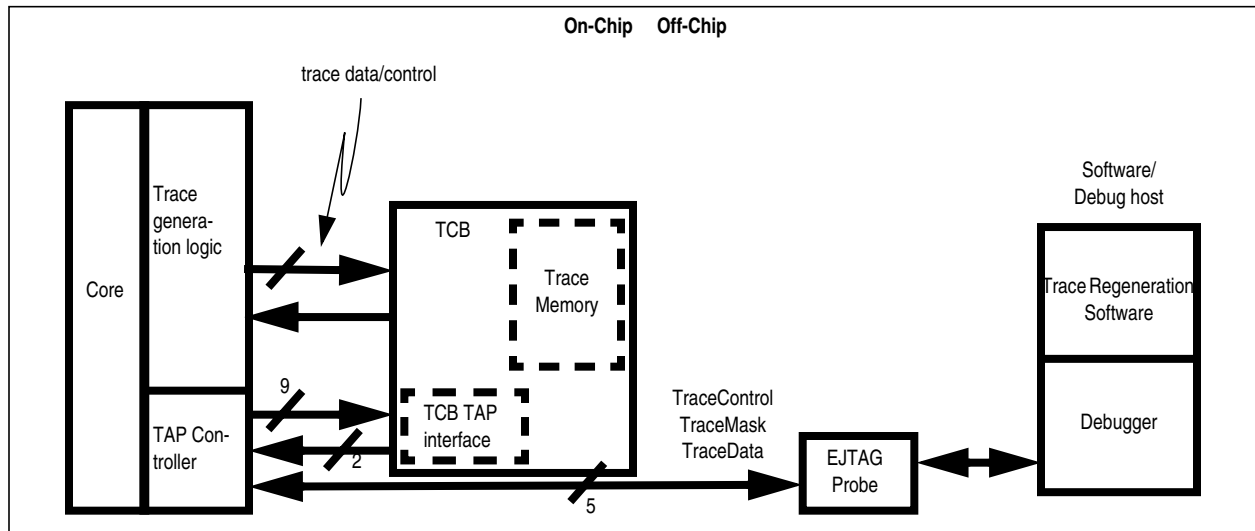 On-Chip Off-Chip
trace data/control
Trace
genera-
tion logic
Core
TAP Con-
troller
9
2
5
TCB
Trace
Memory
TCB TAP
interface
TraceControl
TraceMask
TraceData
EJTAG
Probe
Software/
Debug host
Trace Regeneration
Software
Debugger